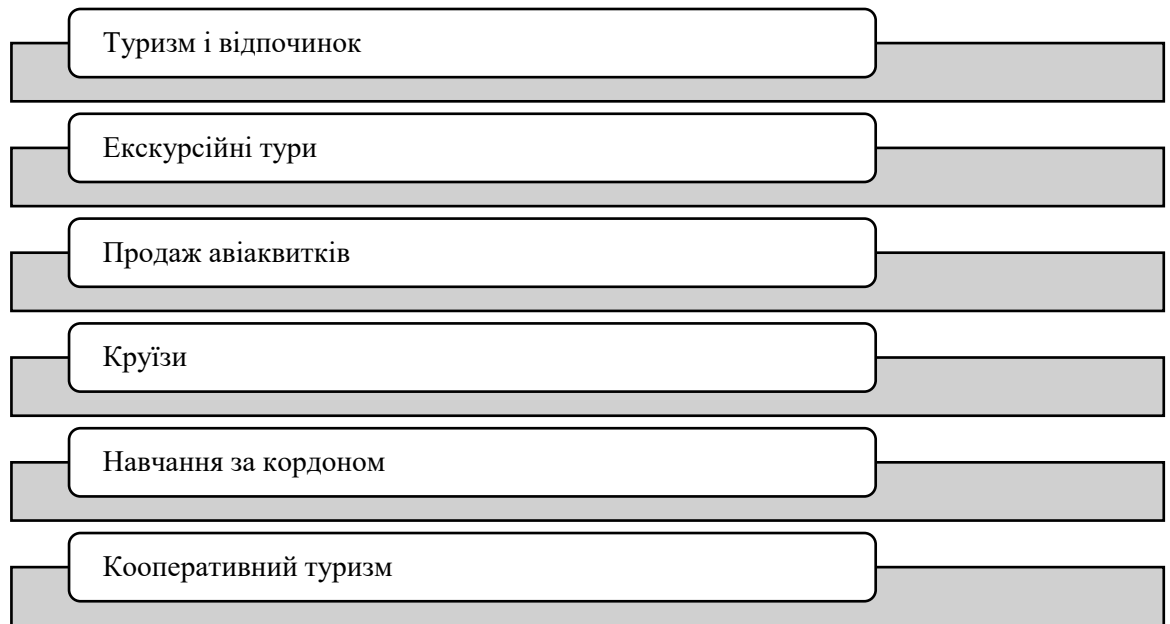 Туризм і відпочинок
Екскурсійні тури
Продаж авіаквитків
Круїзи
Навчання за кордоном
Кооперативний туризм